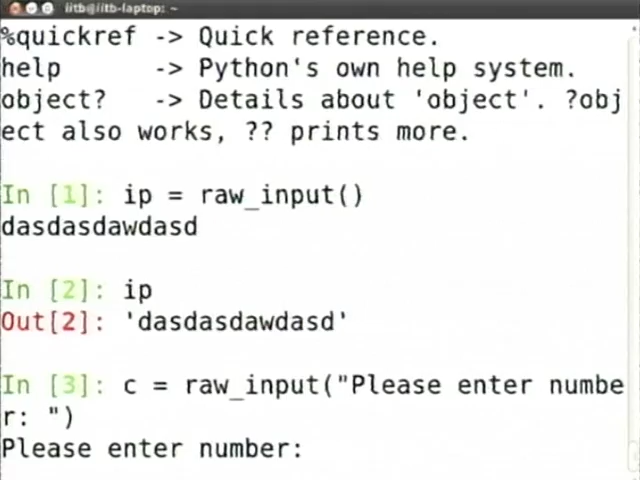 iitb@iitb-laptop: ~
%quickref -> Quick reference.
help      -> Python's own help system.
object?   -> Details about 'object'. ?obj
ect also works, ?? prints more.
In [1]: ip = raw_input()
dasdasdawdasd
In [2]: ip
Out[2]: 'dasdasdawdasd'
In [3]: c = raw_input("Please enter numbe
r: ")
Please enter number: